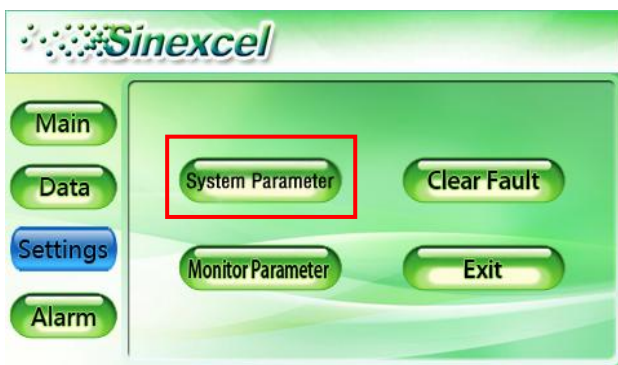 Sinexcel
Main
Data
Settings
Alarm
System Parameter
Clear Fault
Monitor Parameter
Exit